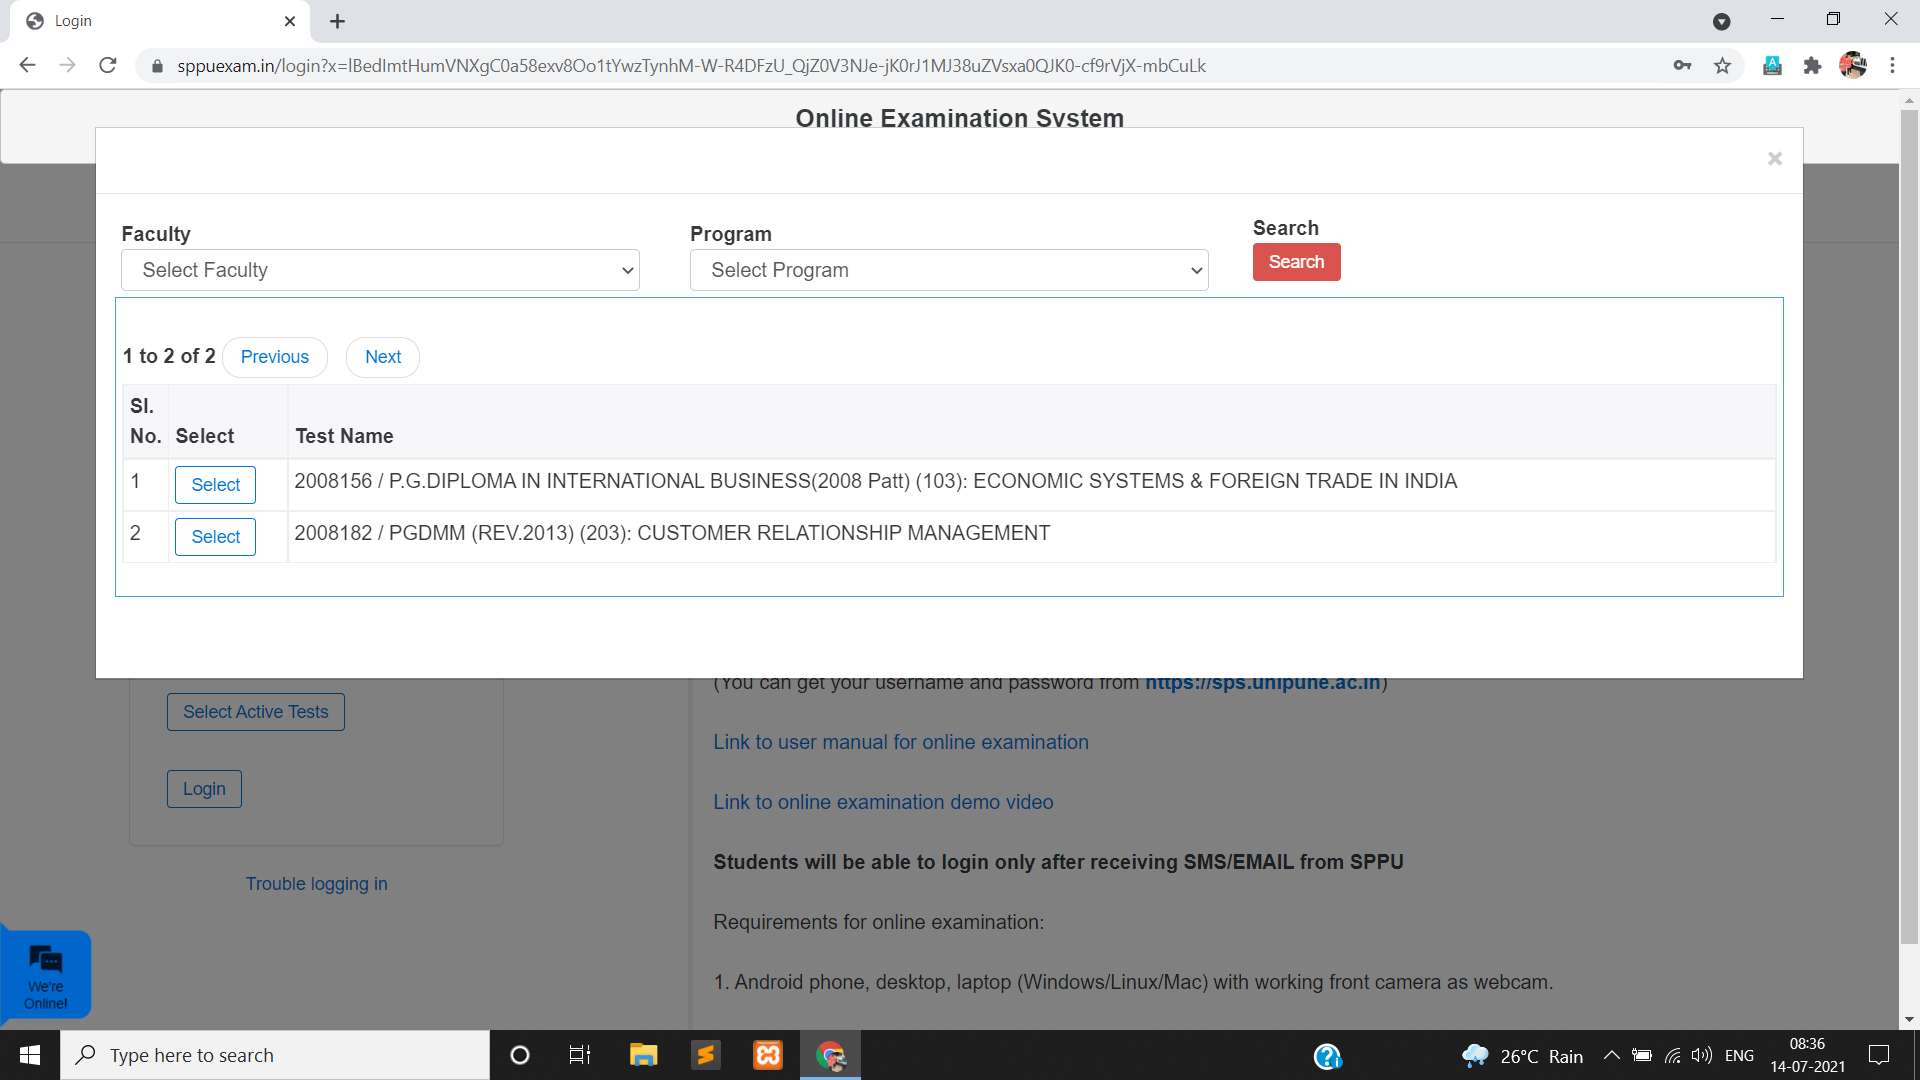 Login
sppuexam.in/login?x=lBedImtHumVNXgC0a58exv8Oo1tYwzTynhM-W-R4DFzU_QjZ0V3NJe-jK0rJ1MJ38uZVsxa0QJK0-cf9rVjX-mbCuLk
Online Examination System
×
Faculty
Program
Search
Select Faculty
Select Program
Search
1 to 2 of 2 Previous Next
Sl. No. Select Test Name
1 Select 2008156 / P.G.DIPLOMA IN INTERNATIONAL BUSINESS(2008 Patt) (103): ECONOMIC SYSTEMS & FOREIGN TRADE IN INDIA
2 Select 2008182 / PGDMM (REV.2013) (203): CUSTOMER RELATIONSHIP MANAGEMENT
(You can get your username and password from https://sps.unipune.ac.in)
Select Active Tests
Link to user manual for online examination
Login
Link to online examination demo video
Students will be able to login only after receiving SMS/EMAIL from SPPU
Trouble logging in
Requirements for online examination:
We're
Online!
1. Android phone, desktop, laptop (Windows/Linux/Mac) with working front camera as webcam.
Type here to search
26°C Rain
ENG
08:36
14-07-2021